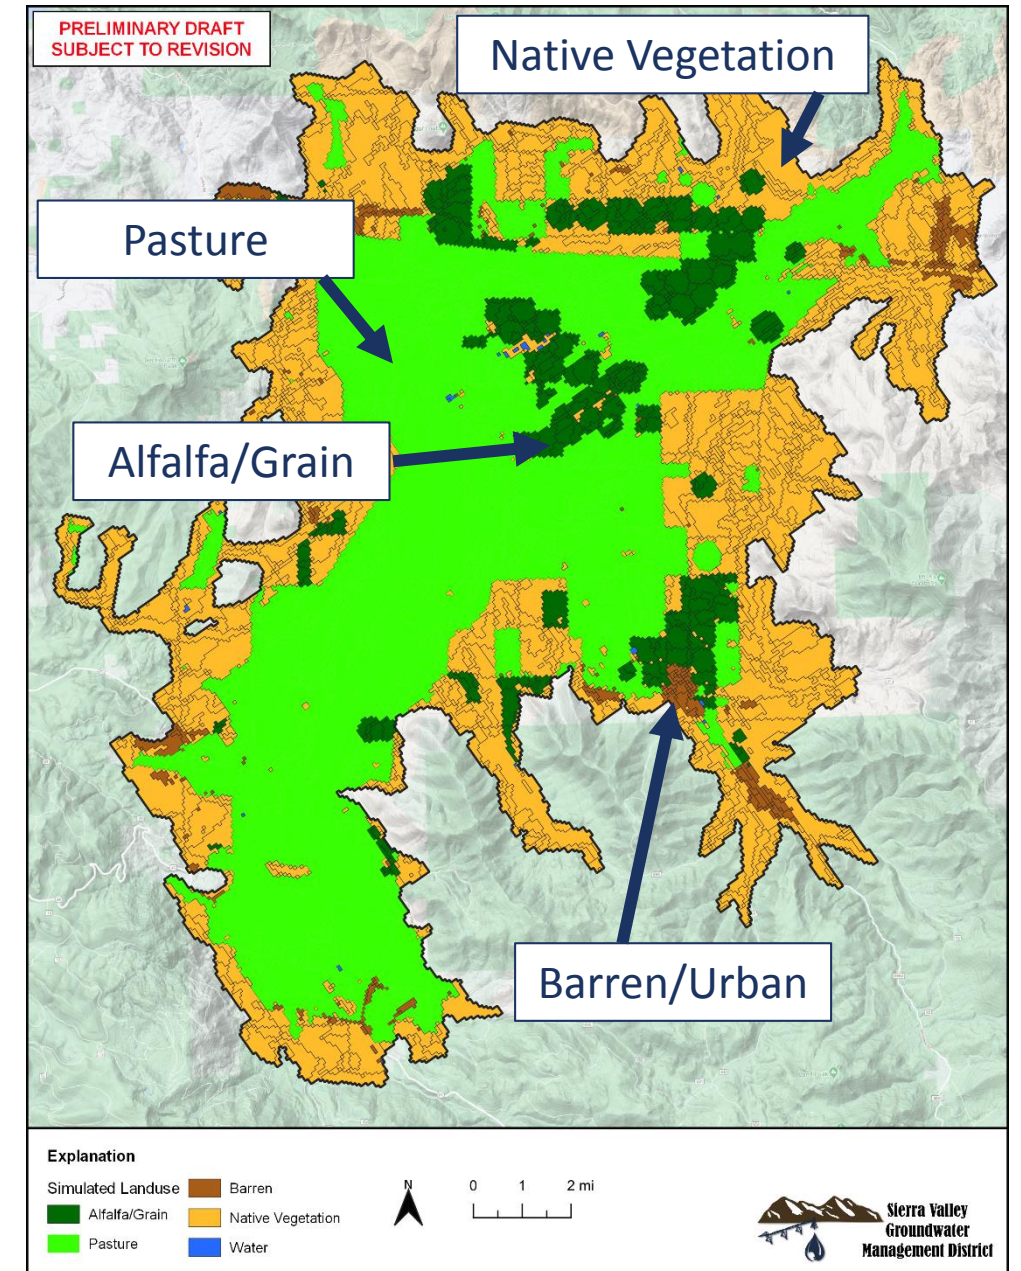 PRELIMINARY DRAFT
SUBJECT TO REVISION
Native Vegetation
Pasture
Alfalfa/Grain
Barren/Urban
Explanation
Simulated Landuse
Alfalfa/Grain
Pasture
Barren
Native Vegetation
Water
N
0 1 2 mi
Sierra Valley
Groundwater
Management District